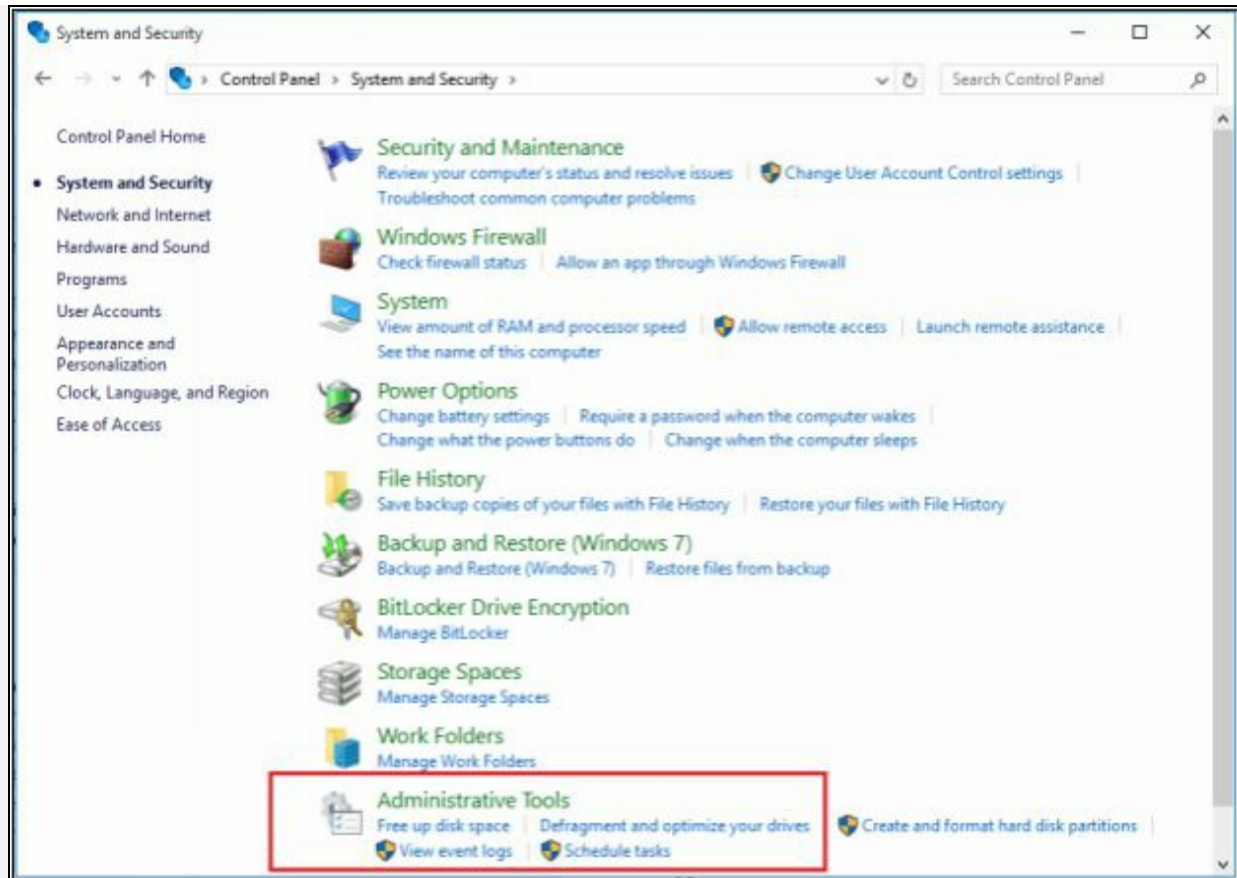 System and Security
Control Panel > System and Security >
Search Control Panel
Control Panel Home
System and Security
Network and Internet
Hardware and Sound
Programs
User Accounts
Appearance and
Personalization
Clock, Language, and Region
Ease of Access
Security and Maintenance
Review your computer's status and resolve issues
Change User Account Control settings
Troubleshoot common computer problems
Windows Firewall
Check firewall status
Allow an app through Windows Firewall
System
View amount of RAM and processor speed
Allow remote access
Launch remote assistance
See the name of this computer
Power Options
Change battery settings
Require a password when the computer wakes
Change what the power buttons do
Change when the computer sleeps
File History
Save backup copies of your files with File History
Restore your files with File History
Backup and Restore (Windows 7)
Backup and Restore (Windows 7)
Restore files from backup
BitLocker Drive Encryption
Manage BitLocker
Storage Spaces
Manage Storage Spaces
Work Folders
Manage Work Folders
Administrative Tools
Free up disk space
Defragment and optimize your drives
Create and format hard disk partitions
View event logs
Schedule tasks